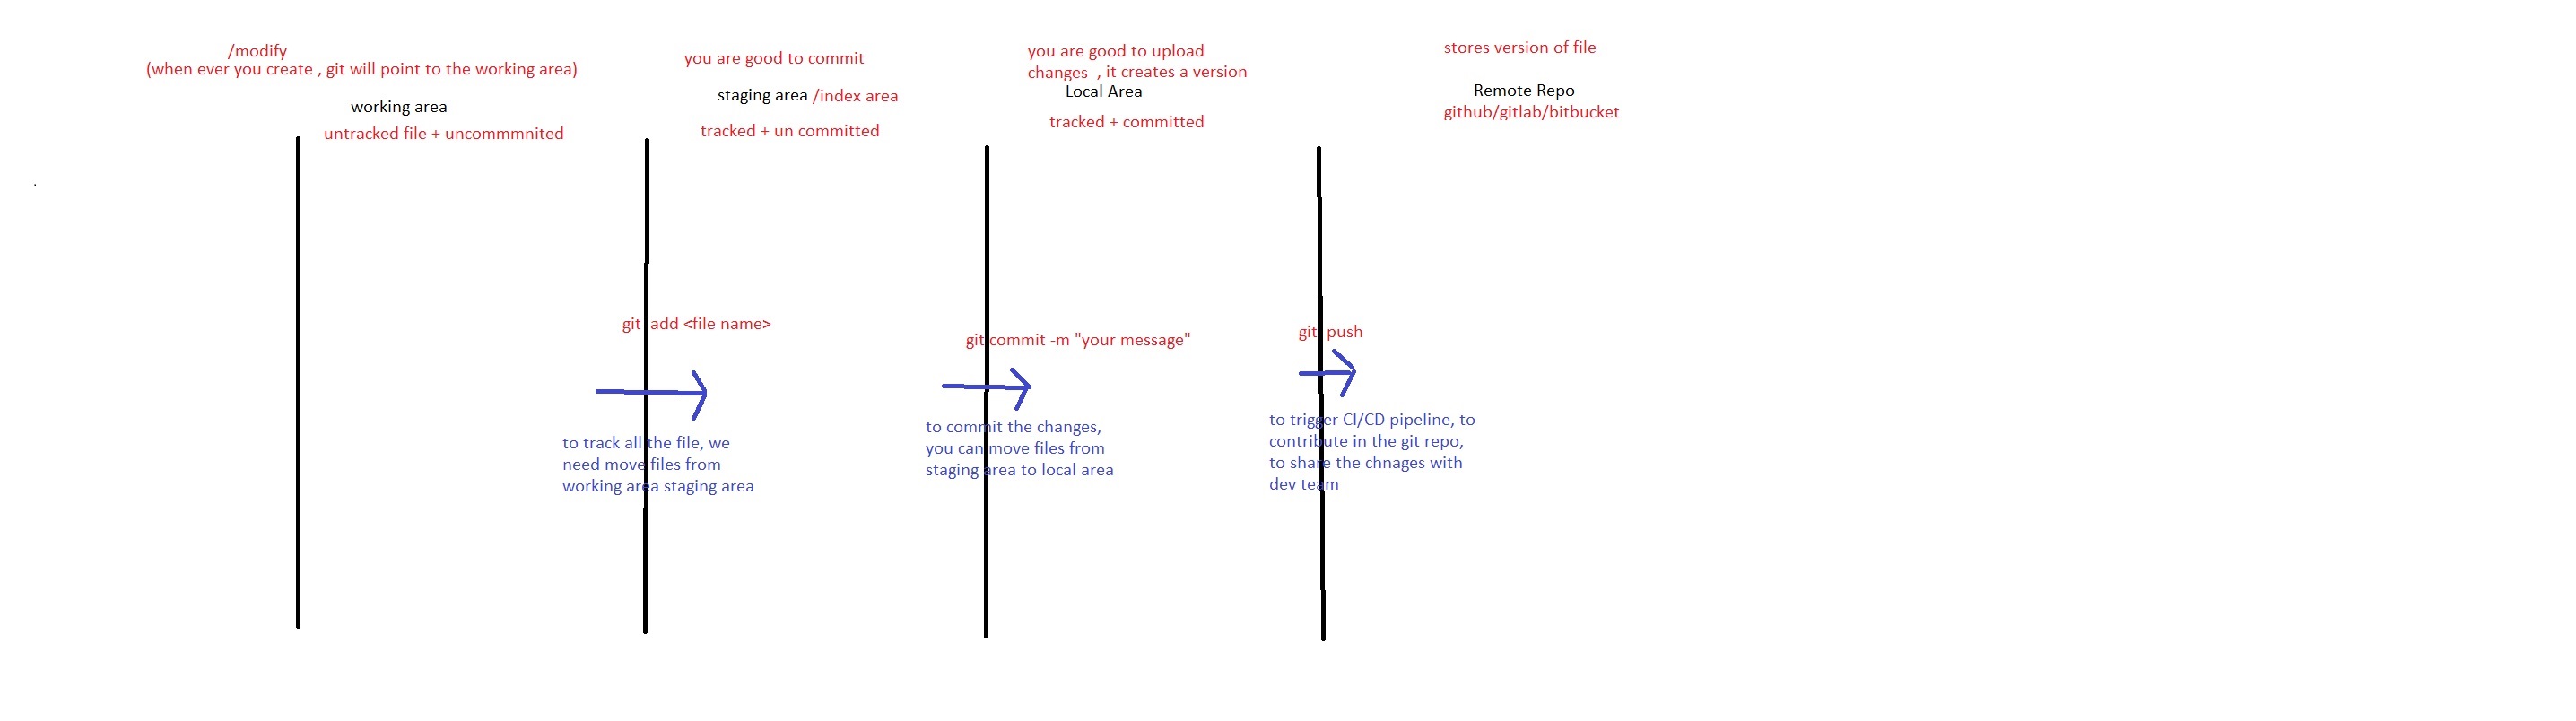 /modify
(when ever you create , git will point to the working area)
working area
untracked file + uncommmnited
you are good to commit
staging area /index area
tracked + un committed
you are good to upload
changes , it creates a version
Local Area
tracked + committed
stores version of file
Remote Repo
github/gitlab/bitbucket
git add <file name>
to track all the file, we
need move files from
working area staging area
git commit -m "your message"
to commit the changes,
you can move files from
staging area to local area
git push
to trigger CI/CD pipeline, to
contribute in the git repo,
to share the chnages with
dev team